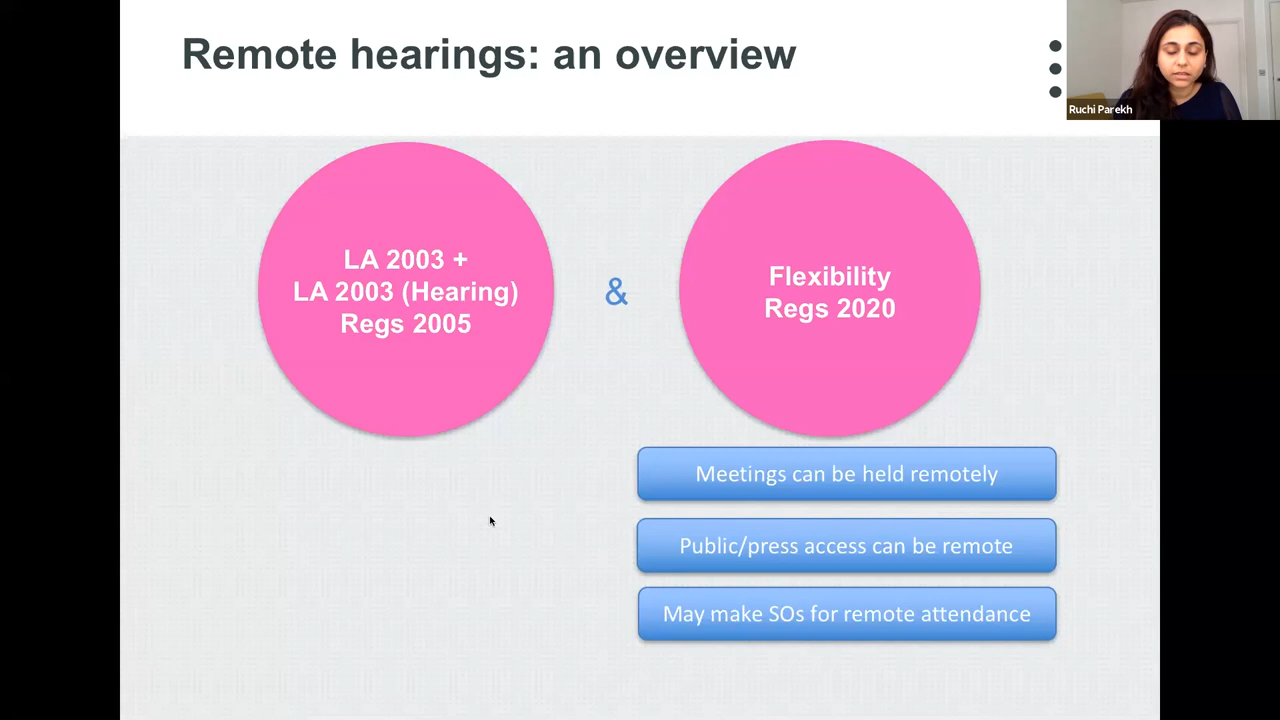 Remote hearings: an overview
Ruchi Parekh
LA 2003 +
LA 2003 (Hearing)
Regs 2005
&
Flexibility
Regs 2020
Meetings can be held remotely
Public/press access can be remote
May make SOs for remote attendance